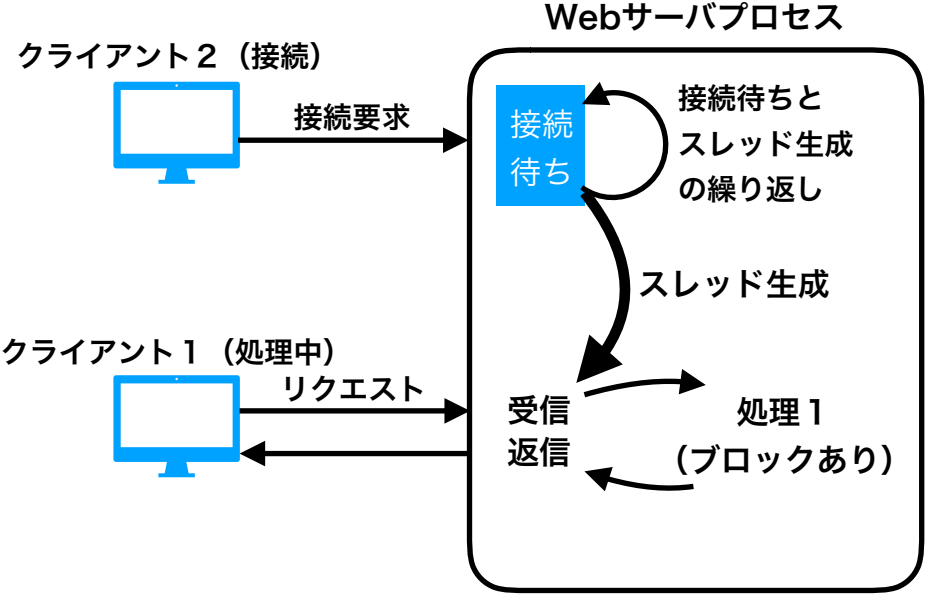 Webサーバプロセス
クライアント２（接続）
接続要求
接続
待ち
接続待ちと
スレッド生成
の繰り返し
スレッド生成
クライアント１（処理中）
リクエスト
受信
返信
処理１
（ブロックあり）